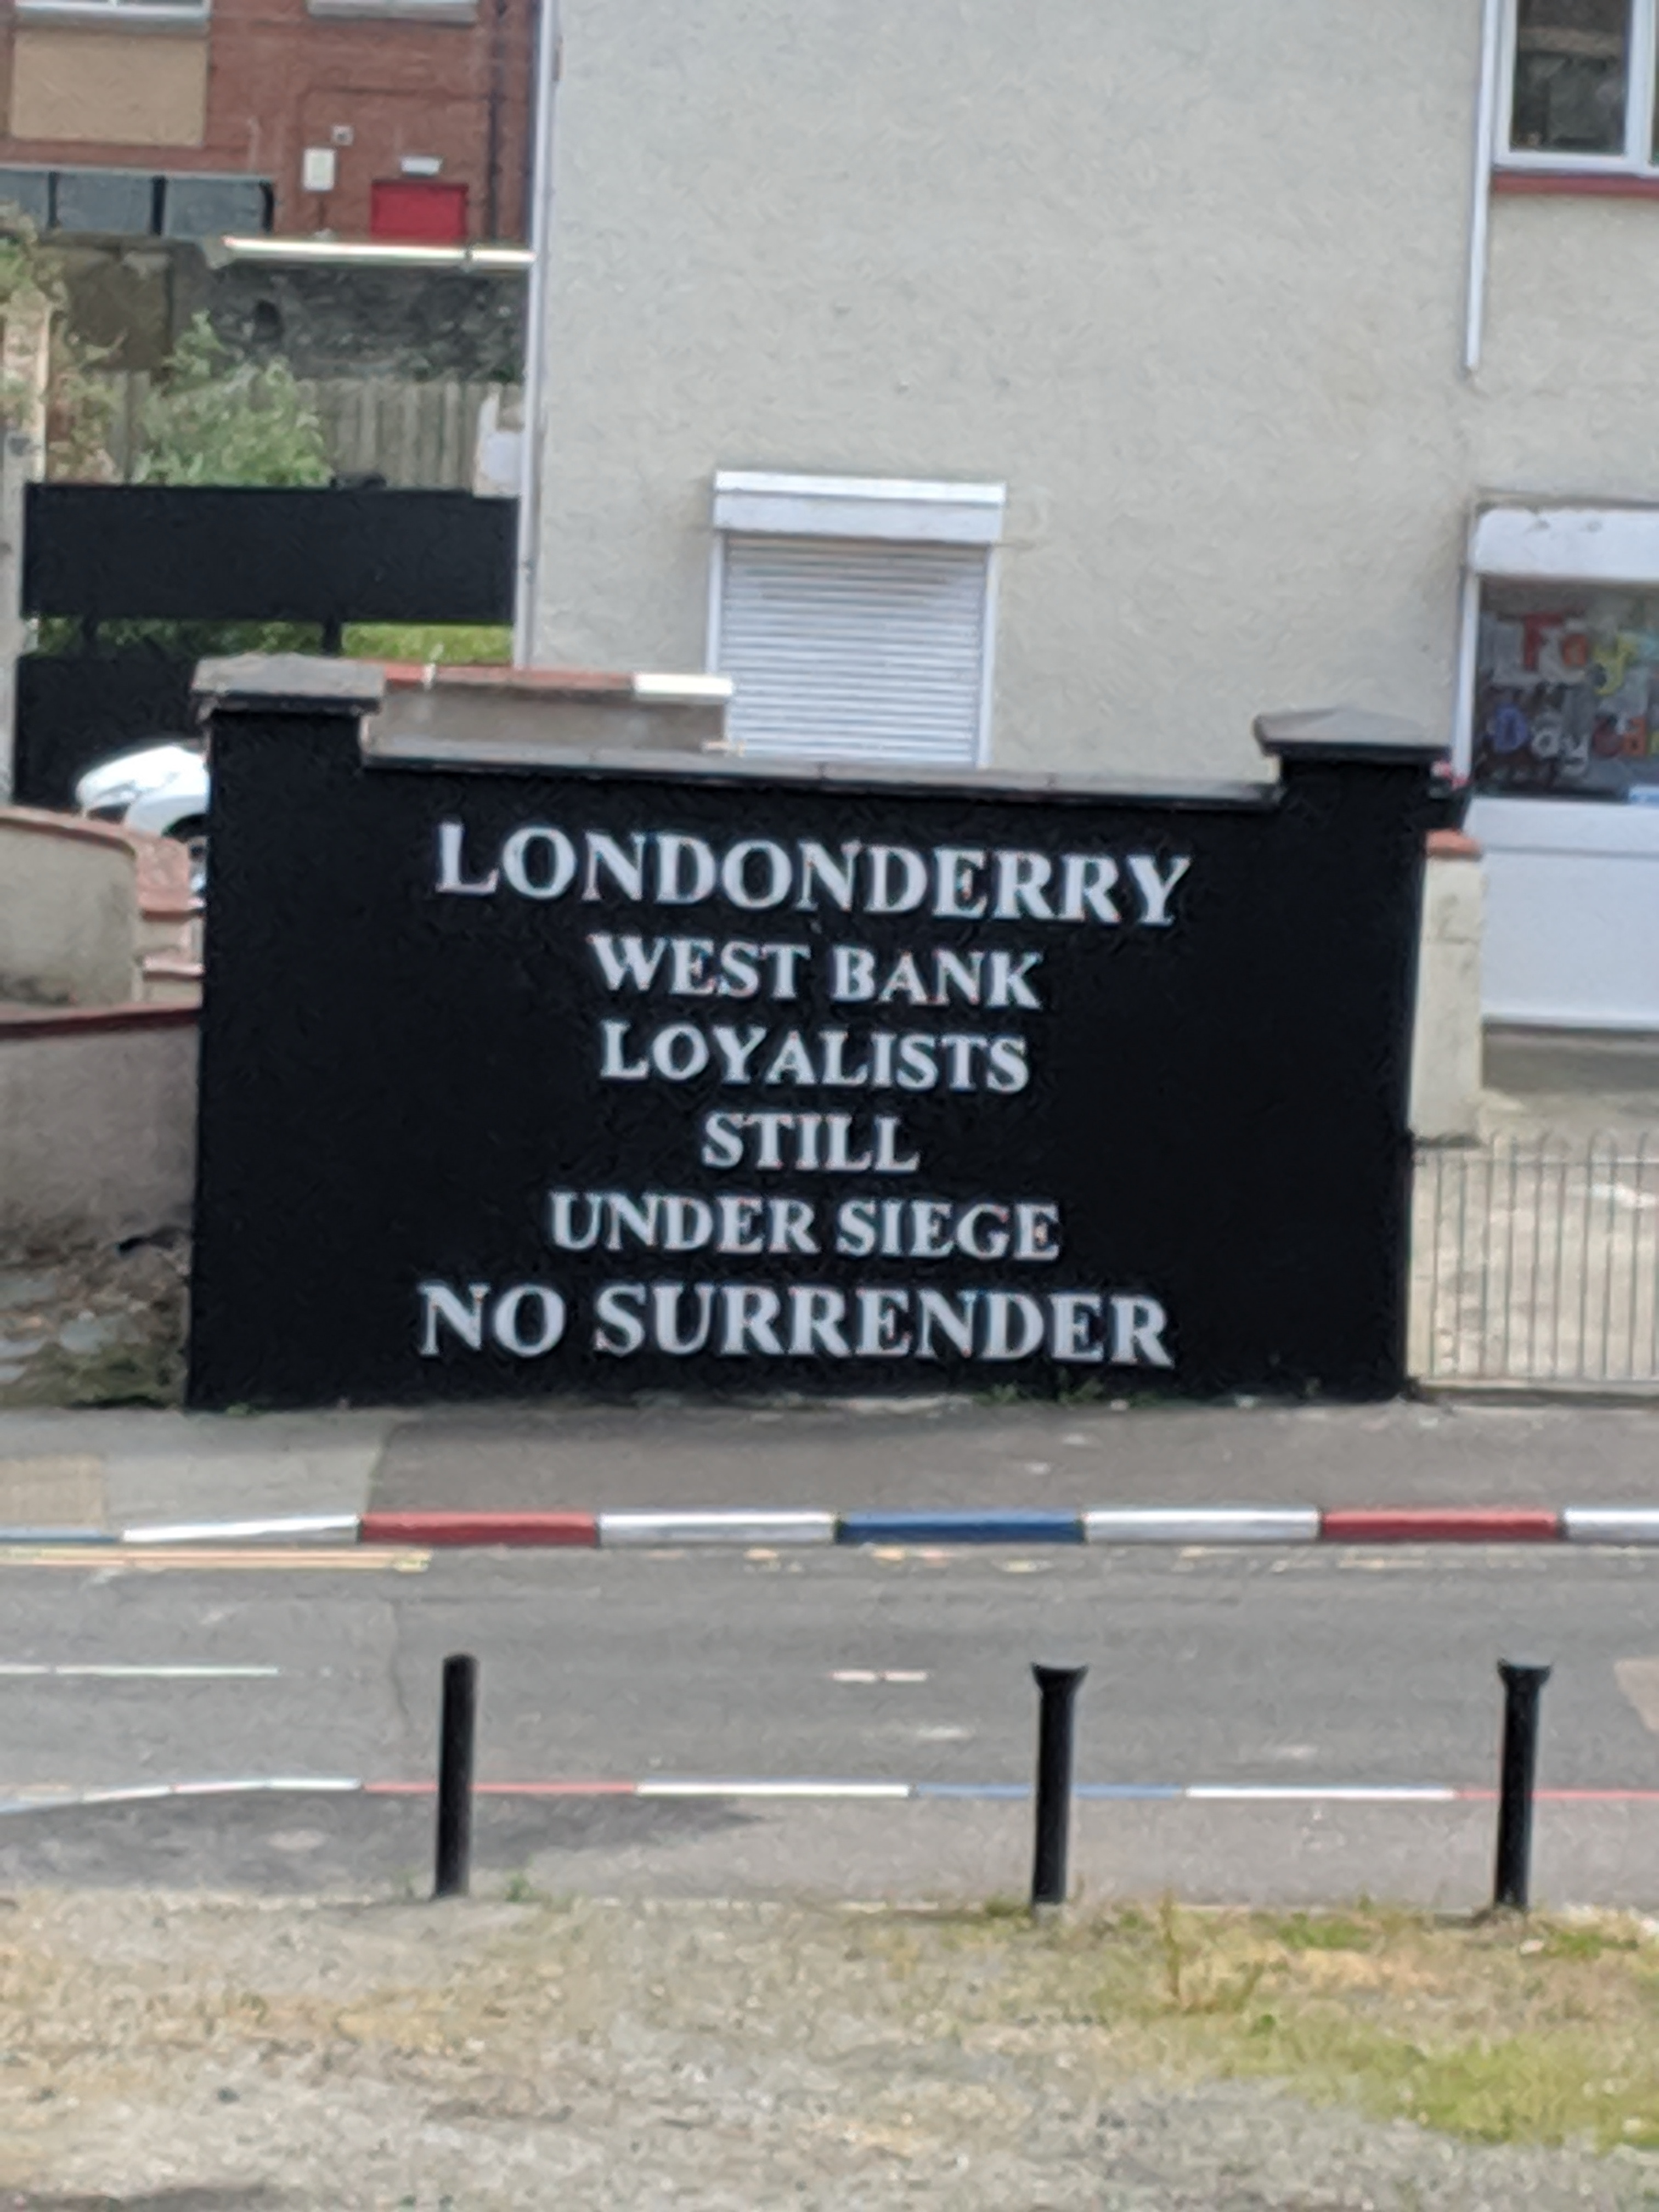 LONDONDERRY
WEST BANK
LOYALISTS
STILL
UNDER SIEGE
NO SURRENDER